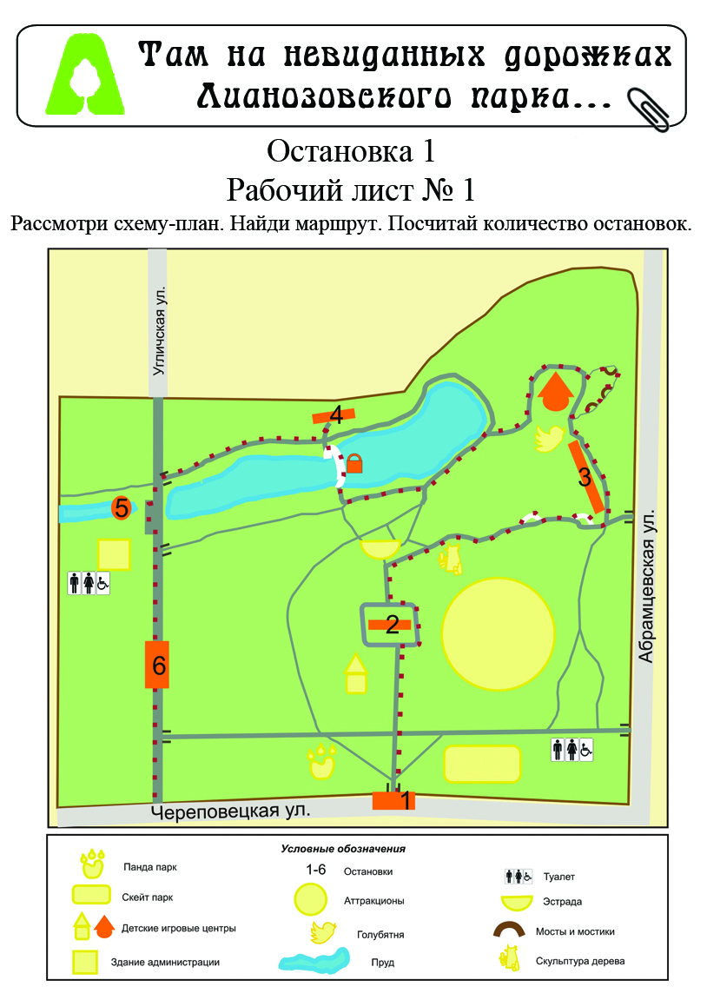 Там на невиданных дорожках
Лианозовского парка...
Остановка 1
Рабочий лист № 1
Рассмотри схему-план. Найди маршрут. Посчитай количество остановок.
Угличская ул.
4
3
5
Абрамцевская ул.
2
6
1
Череповецкая ул.
Условные обозначения
Панда парк
1-6 Остановки
Туалет
Скейт парк
Аттракционы
Эстрада
Детские игровые центры
Голубятня
Мосты и мостики
Здание администрации
Пруд
Скульптура дерева